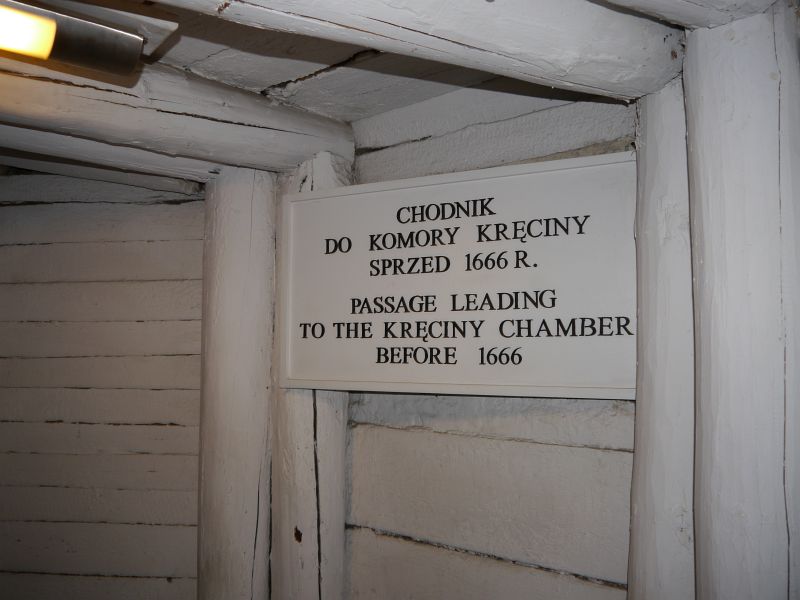 CHODNIK
DO KOMORY KRĘCINY
SPRZED 1666 R.
PASSAGE LEADING
TO THE KRĘCINY CHAMBER
BEFORE 1666